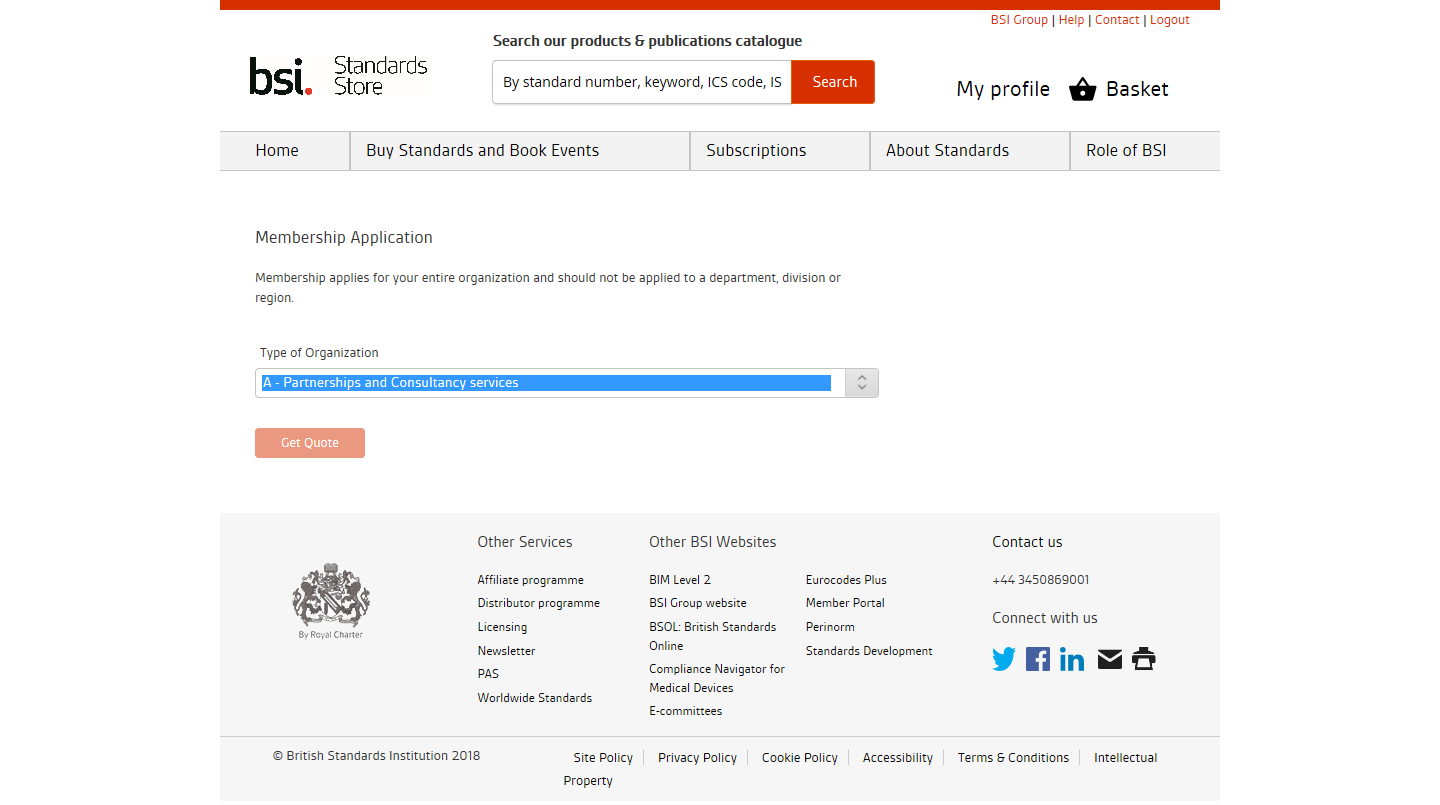 BSI Group | Help | Contact | Logout
Search our products & publications catalogue
bsi. Standards
Store
By standard number, keyword, ICS code, IS
Search
My profile
Basket
Home
Buy Standards and Book Events
Subscriptions
About Standards
Role of BSI
Membership Application
Membership applies for your entire organization and should not be applied to a department, division or
region.
Type of Organization
A - Partnerships and Consultancy services
Get Quote
By Royal Charter
Other Services
Affiliate programme
Distributor programme
Licensing
Newsletter
PAS
Worldwide Standards
Other BSI Websites
BIM Level 2
BSI Group website
BSOL: British Standards
Online
Compliance Navigator for
Medical Devices
E-committees
Eurocodes Plus
Member Portal
Perinorm
Standards Development
Contact us
+44 3450869001
Connect with us
© British Standards Institution 2018
Site Policy
Privacy Policy
Cookie Policy
Accessibility
Terms & Conditions
Intellectual
Property